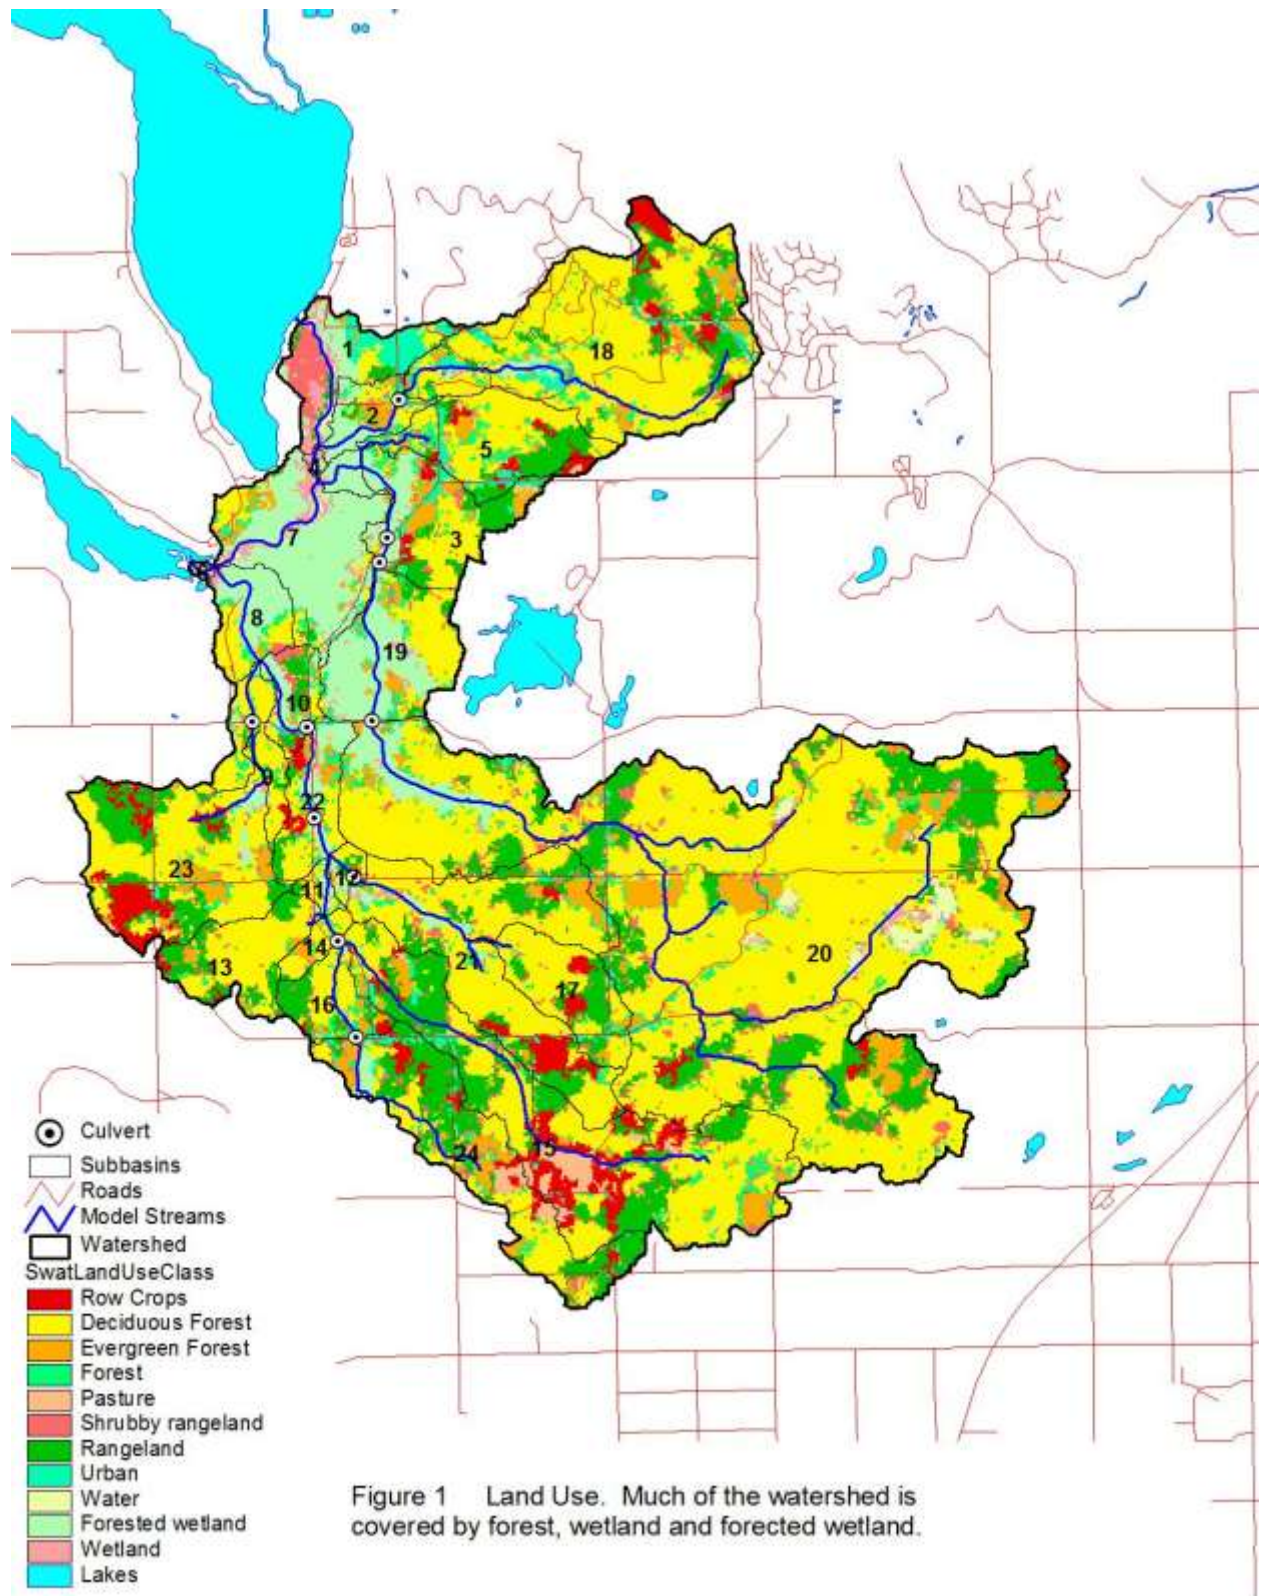 1
18
2
5
4
7
3
8
19
10
9
22
23
11
12
14
21
13
20
17
16
24
15
Culvert
Subbasins
Roads
Model Streams
Watershed
SwatLandUseClass
Row Crops
Deciduous Forest
Evergreen Forest
Forest
Pasture
Shrubby rangeland
Rangeland
Urban
Water
Forested wetland
Wetland
Lakes
Figure 1 Land Use. Much of the watershed is
covered by forest, wetland and forected wetland.